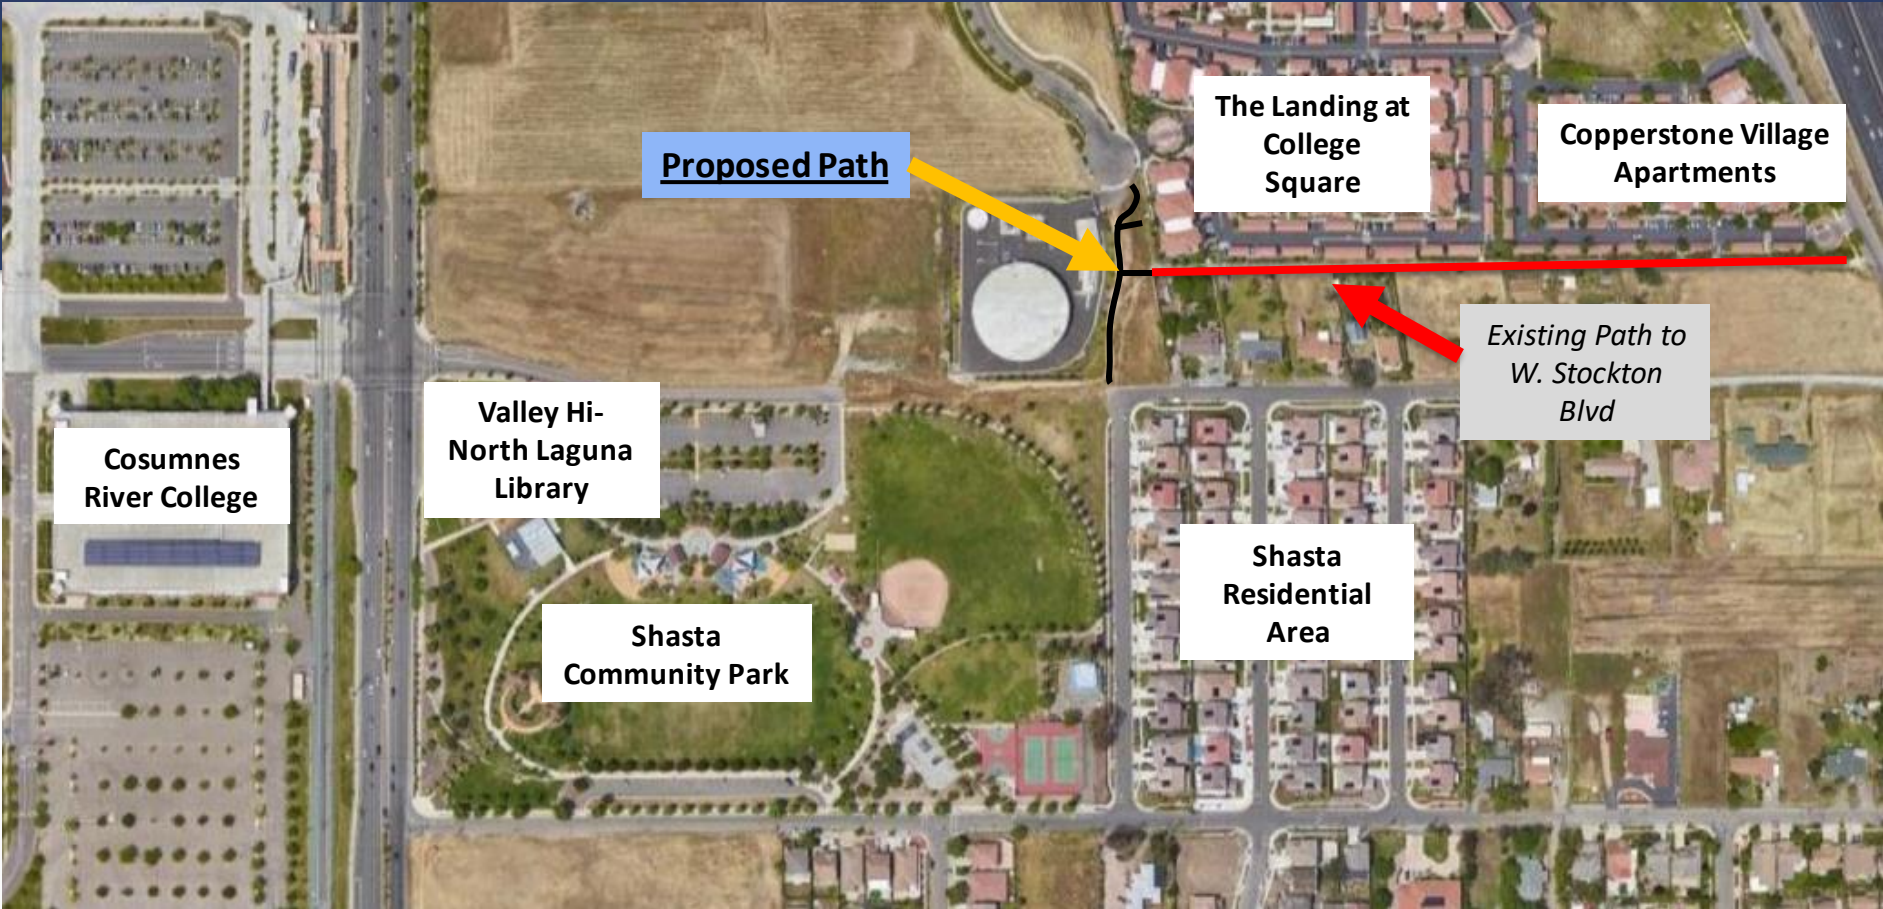 Proposed Path
The Landing at
College
Square
Copperstone Village
Apartments
Existing Path to
W. Stockton
Blvd
Valley Hi-
North Laguna
Library
Cosumnes
River College
Shasta
Residential
Area
Shasta
Community Park